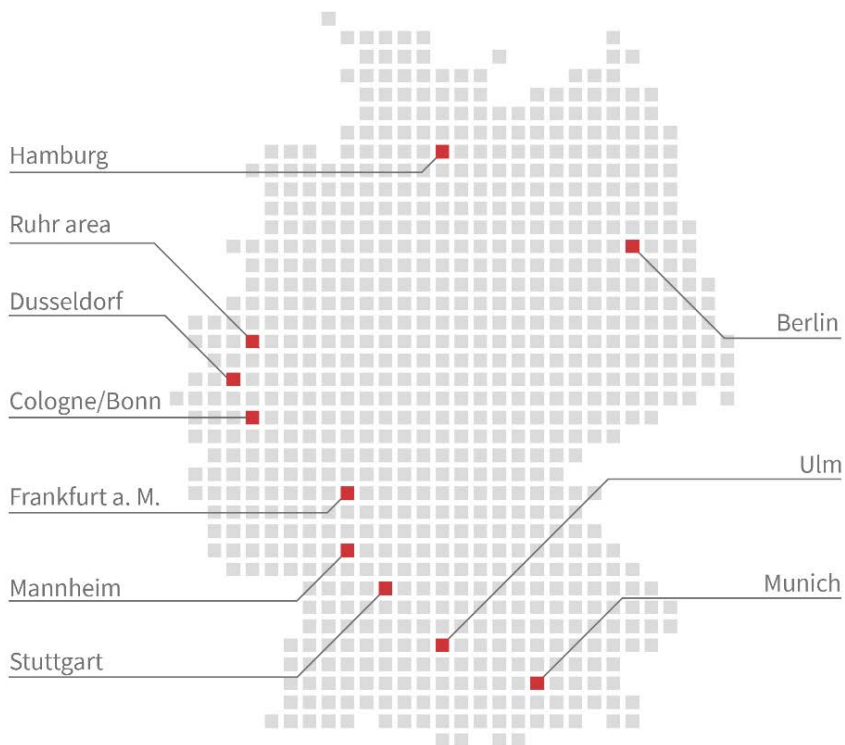 Hamburg
Ruhr area
Dusseldorf
Cologne/Bonn
Frankfurt a. M.
Mannheim
Stuttgart
Berlin
Ulm
Munich